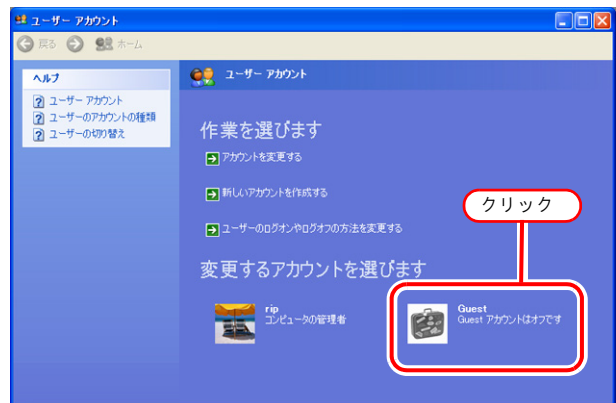 ユーザー アカウント
戻る ホーム
ヘルプ
ユーザー アカウント
ユーザーのアカウントの種類
ユーザーの切り替え
ユーザー アカウント
作業を選びます
アカウントを変更する
新しいアカウントを作成する
ユーザーのログオンやログオフの方法を変更する
クリック
変更するアカウントを選びます
rip
コンピュータの管理者
Guest
Guest アカウントはオフです